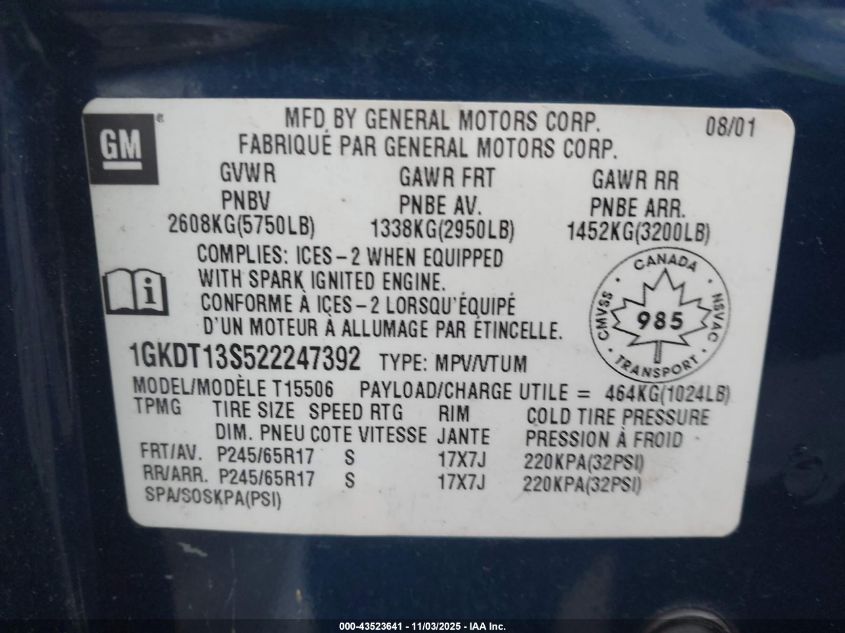 GM
MFD BY GENERAL MOTORS CORP. 08/01
FABRIQUÉ PAR GENERAL MOTORS CORP.
GVWR GAWR FRT GAWR RR
PNBV PNBE AV. PNBE ARR.
2608KG(5750LB) 1338KG(2950LB) 1452KG(3200LB)
COMPLIES: ICES-2 WHEN EQUIPPED
WITH SPARK IGNITED ENGINE.
CONFORME À ICES-2 LORSQU'ÉQUIPÉ
D'UN MOTEUR À ALLUMAGE PAR ÉTINCELLE.
CANADA
CMVSS 985 NSVAC
TRANSPORT
1GKDT13S522247392 TYPE: MPV/VTUM
MODEL/MODÈLE T15506 PAYLOAD/CHARGE UTILE = 464KG(1024LB)
TPMG TIRE SIZE SPEED RTG RIM COLD TIRE PRESSURE
DIM. PNEU COTE VITESSE JANTE PRESSION À FROID
FRT/AV. P245/65R17 S 17X7J 220KPA(32PSI)
RR/ARR. P245/65R17 S 17X7J 220KPA(32PSI)
SPA/SOSKPA(PSI)
000-43523641 - 11/03/2025 - IAA Inc.